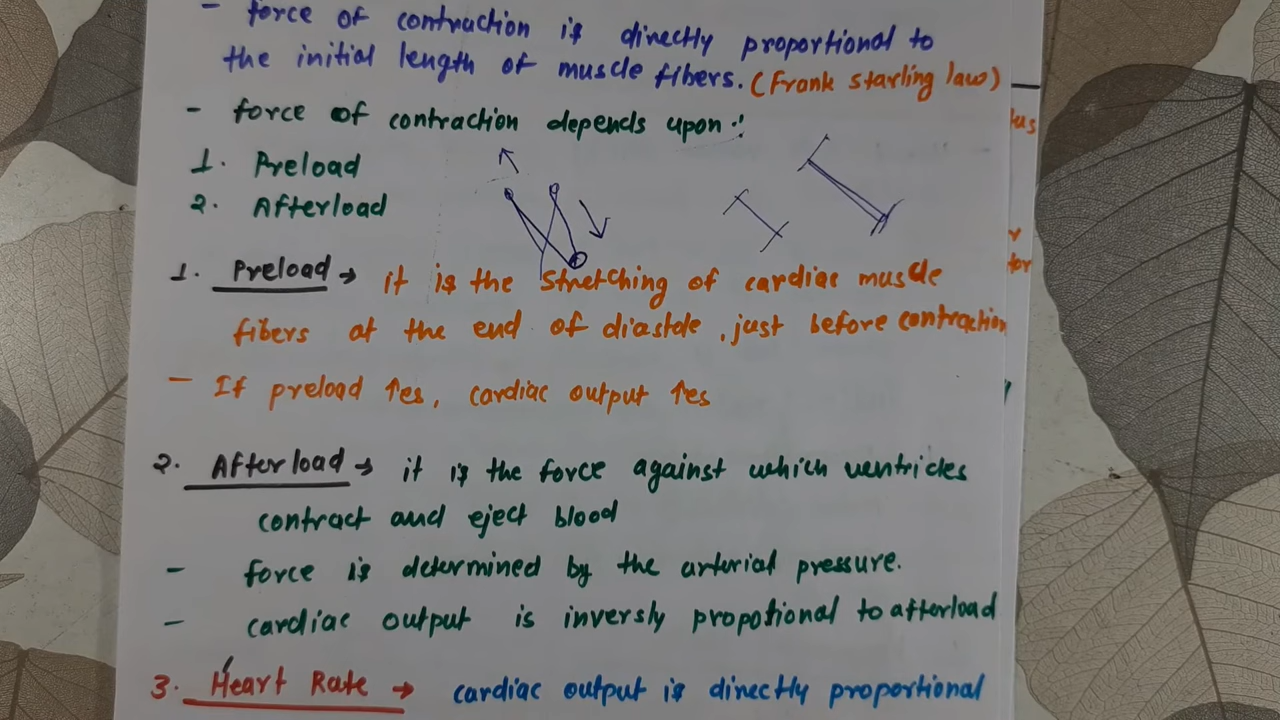 - force of contraction is directly proportional to
the initial length of muscle fibers. (Frank starling law)
- force of contraction depends upon :
1. Preload
2. Afterload
1. Preload → it is the stretching of cardiac muscle
fibers at the end of diastole, just before contraction
- If preload ↑es, cardiac output ↑es
2. Afterload → it is the force against which ventricles
contract and eject blood
- force is determined by the arterial pressure.
- cardiac output is inversly propotional to afterload
3. Heart Rate → cardiac output is directly proportional